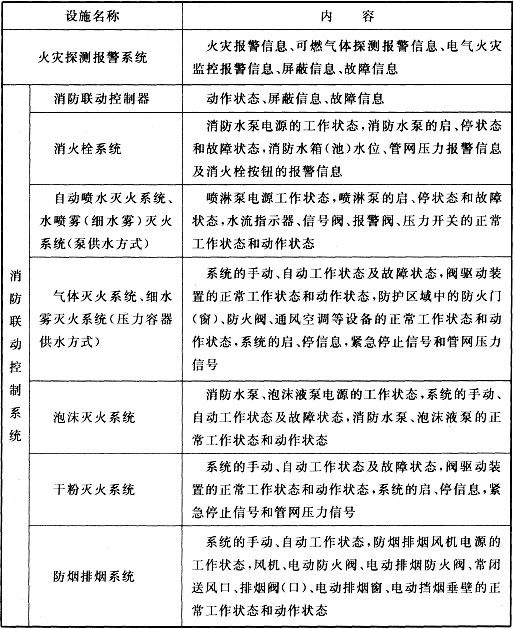 设施名称 内容
火灾探测报警系统
火灾报警信息、可燃气体探测报警信息、电气火灾
监控报警信息、屏蔽信息、故障信息
消防联动控制系统
消防联动控制器
动作状态、屏蔽信息、故障信息
消火栓系统
消防水泵电源的工作状态,消防水泵的启、停状态
和故障状态,消防水箱(池)水位、管网压力报警信息
及消火栓按钮的报警信息
自动喷水灭火系统、
水喷雾(细水雾)灭火
系统(泵供水方式)
喷淋泵电源工作状态,喷淋泵的启、停状态和故障
状态,水流指示器、信号阀、报警阀、压力开关的正常
工作状态和动作状态
气体灭火系统、细水
雾灭火系统(压力容器
供水方式)
系统的手动、自动工作状态及故障状态,阀驱动装
置的正常工作状态和动作状态,防护区域中的防火门
(窗)、防火阀、通风空调等设备的正常工作状态和动
作状态,系统的启、停信息,紧急停止信号和管网压力
信号
泡沫灭火系统
消防水泵、泡沫液泵电源的工作状态,系统的手动、
自动工作状态及故障状态,消防水泵、泡沫液泵的正
常工作状态和动作状态
干粉灭火系统
系统的手动、自动工作状态及故障状态,阀驱动装
置的正常工作状态和动作状态,系统的启、停信息,紧
急停止信号和管网压力信号
防烟排烟系统
系统的手动、自动工作状态,防烟排烟风机电源的
工作状态,风机、电动防火阀、电动排烟防火阀、常闭
送风口、排烟阀(口)、电动排烟窗、电动挡烟垂壁的正
常工作状态和动作状态